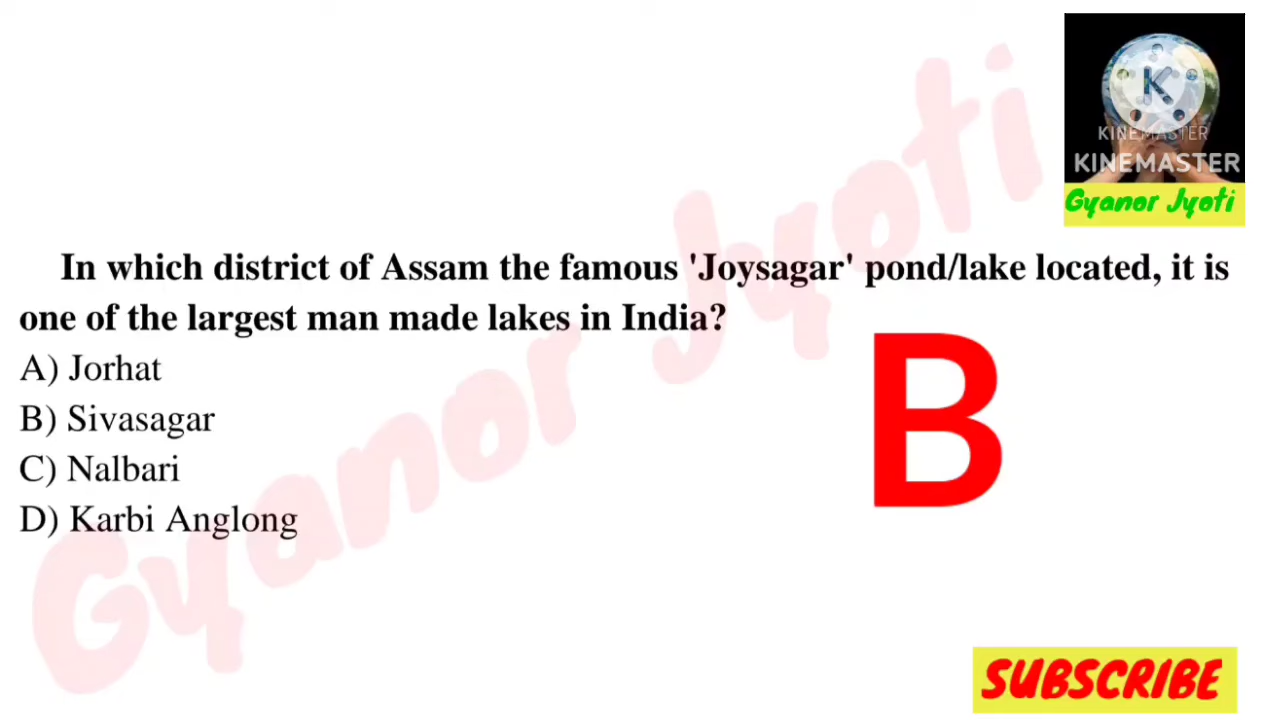 KINEMASTER
KINEMASTER
Gyanor Jyoti
In which district of Assam the famous 'Joysagar' pond/lake located, it is
one of the largest man made lakes in India?
A) Jorhat
B) Sivasagar
C) Nalbari
D) Karbi Anglong
B
Gyanor Jyoti
SUBSCRIBE